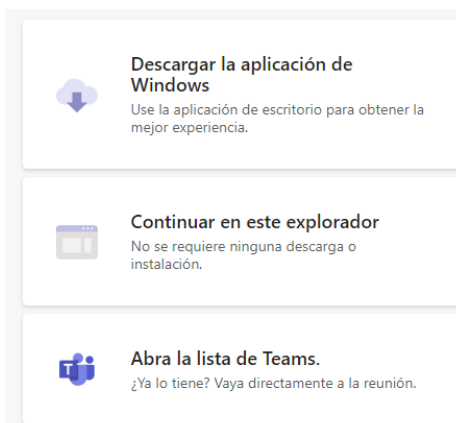 Descargar la aplicación de
Windows
Use la aplicación de escritorio para obtener la
mejor experiencia.
Continuar en este explorador
No se requiere ninguna descarga o
instalación.
T
Abra la lista de Teams.
¿Ya lo tiene? Vaya directamente a la reunión.